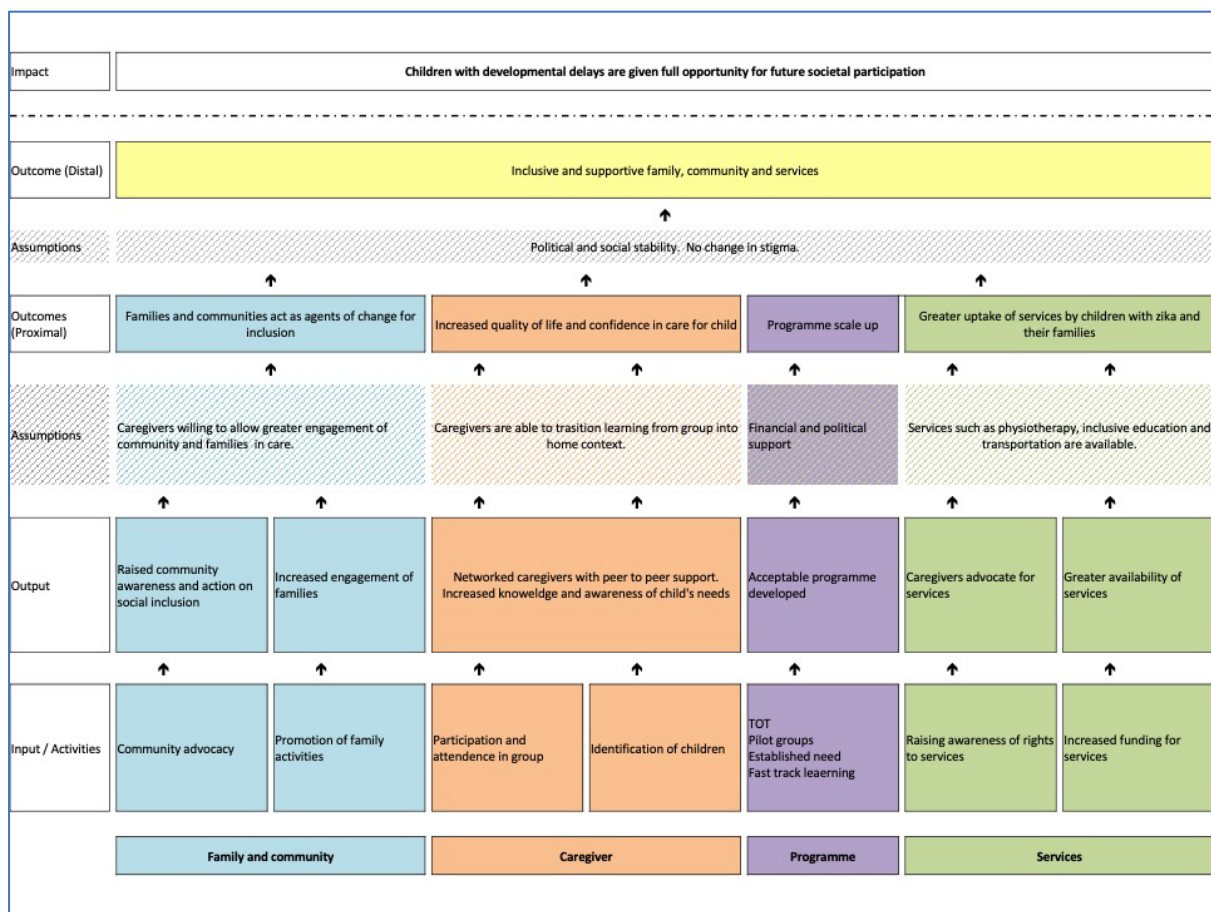 Impact
Children with developmental delays are given full opportunity for future societal participation
Outcome (Distal)
Inclusive and supportive family, community and services
Assumptions
Political and social stability.  No change in stigma.
Outcomes
(Proximal)
Families and communities act as agents of change for
inclusion
Increased quality of life and confidence in care for child
Programme scale up
Greater uptake of services by children with zika and
their families
Assumptions
Caregivers willing to allow greater engagement of
community and families  in care.
Caregivers are able to trasition learning from group into
home context.
Financial and political
support
Services such as physiotherapy, inclusive education and
transportation are available.
Output
Raised community
awareness and action on
social inclusion
Increased engagement of
families
Networked caregivers with peer to peer support.
Increased knoweldge and awareness of child's needs
Acceptable programme
developed
Caregivers advocate for
services
Greater availability of
services
Input / Activities
Community advocacy
Promotion of family
activities
Participation and
attendence in group
Identification of children
TOT
Pilot groups
Established need
Fast track leaerning
Raising awareness of rights
to services
Increased funding for
services
Family and community
Caregiver
Programme
Services